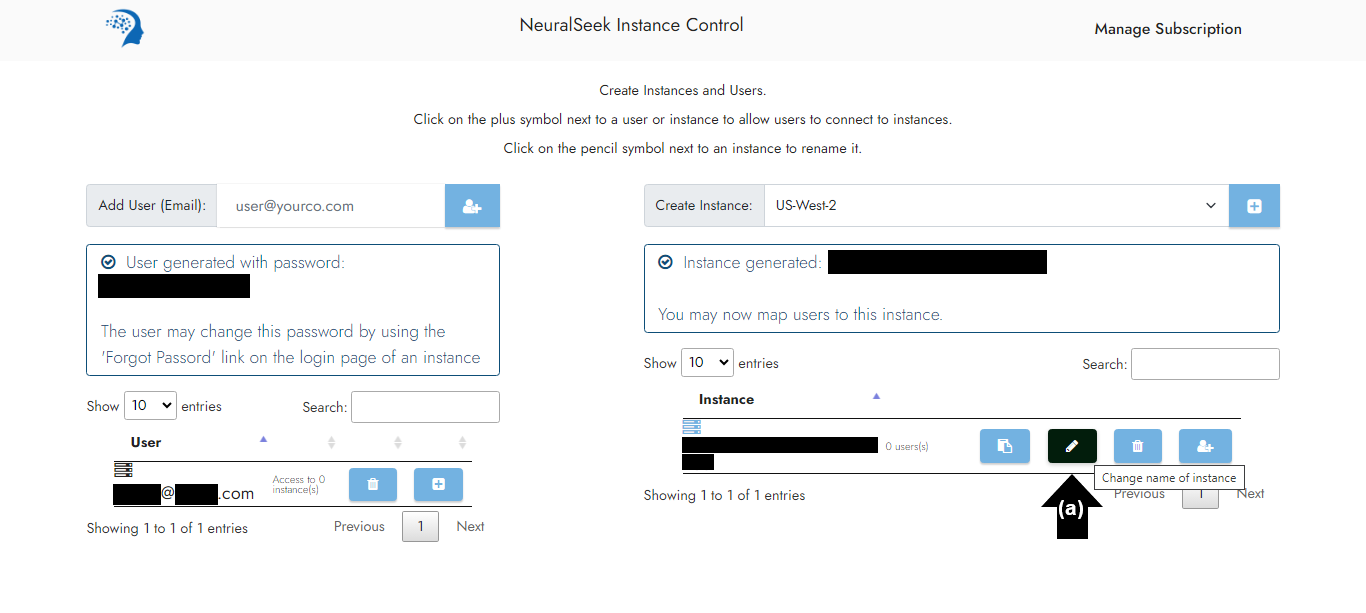 NeuralSeek Instance Control
Manage Subscription
Create Instances and Users.
Click on the plus symbol next to a user or instance to allow users to connect to instances.
Click on the pencil symbol next to an instance to rename it.
Add User (Email):
user@yourco.com
User generated with password:
The user may change this password by using the
'Forgot Passord' link on the login page of an instance
Show 10 entries
Search:
User
@ .com
Access to 0
instance(s)
Showing 1 to 1 of 1 entries
Previous 1 Next
Create Instance:
US-West-2
Instance generated:
You may now map users to this instance.
Show 10 entries
Search:
Instance
0 users(s)
Change name of instance
Showing 1 to 1 of 1 entries
Previous 1 Next
(a)